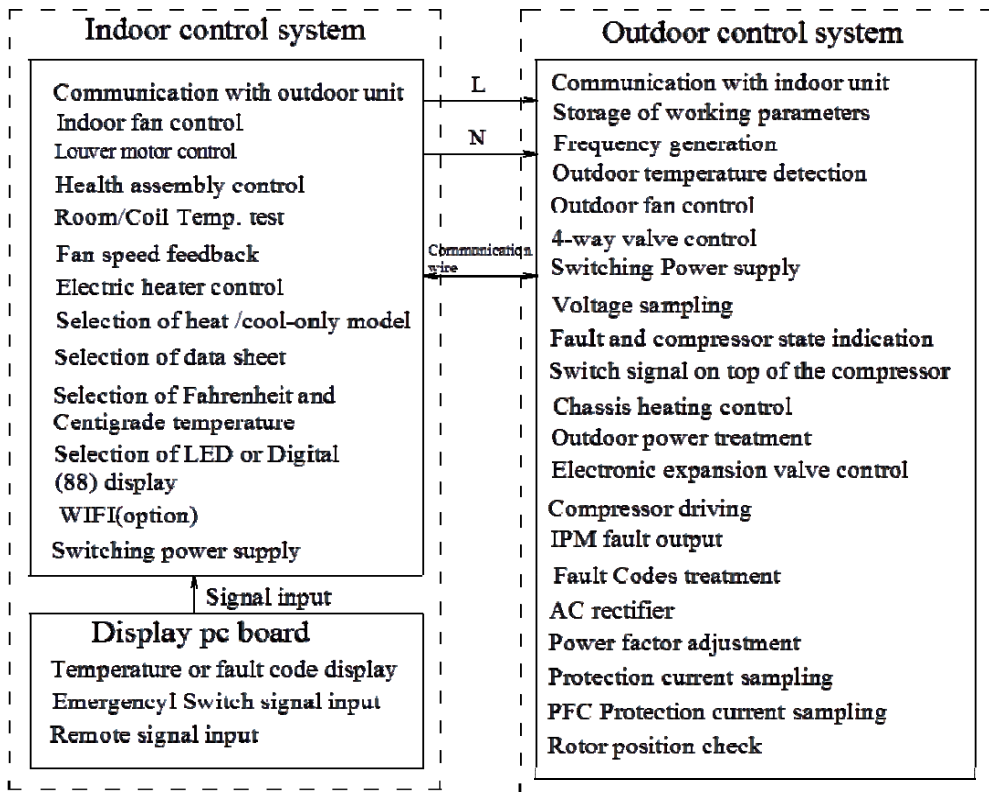 Indoor control system
Communication with outdoor unit
Indoor fan control
Louver motor control
Health assembly control
Room/Coil Temp. test
Fan speed feedback
Electric heater control
Selection of heat /cool-only model
Selection of data sheet
Selection of Fahrenheit and
Centigrade temperature
Selection of LED or Digital
(88) display
WIFI(option)
Switching power supply
Signal input
Display pc board
Temperature or fault code display
EmergencyI Switch signal input
Remote signal input
L
N
Communication
wire
Outdoor control system
Communication with indoor unit
Storage of working parameters
Frequency generation
Outdoor temperature detection
Outdoor fan control
4-way valve control
Switching Power supply
Voltage sampling
Fault and compressor state indication
Switch signal on top of the compressor
Chassis heating control
Outdoor power treatment
Electronic expansion valve control
Compressor driving
IPM fault output
Fault Codes treatment
AC rectifier
Power factor adjustment
Protection current sampling
PFC Protection current sampling
Rotor position check